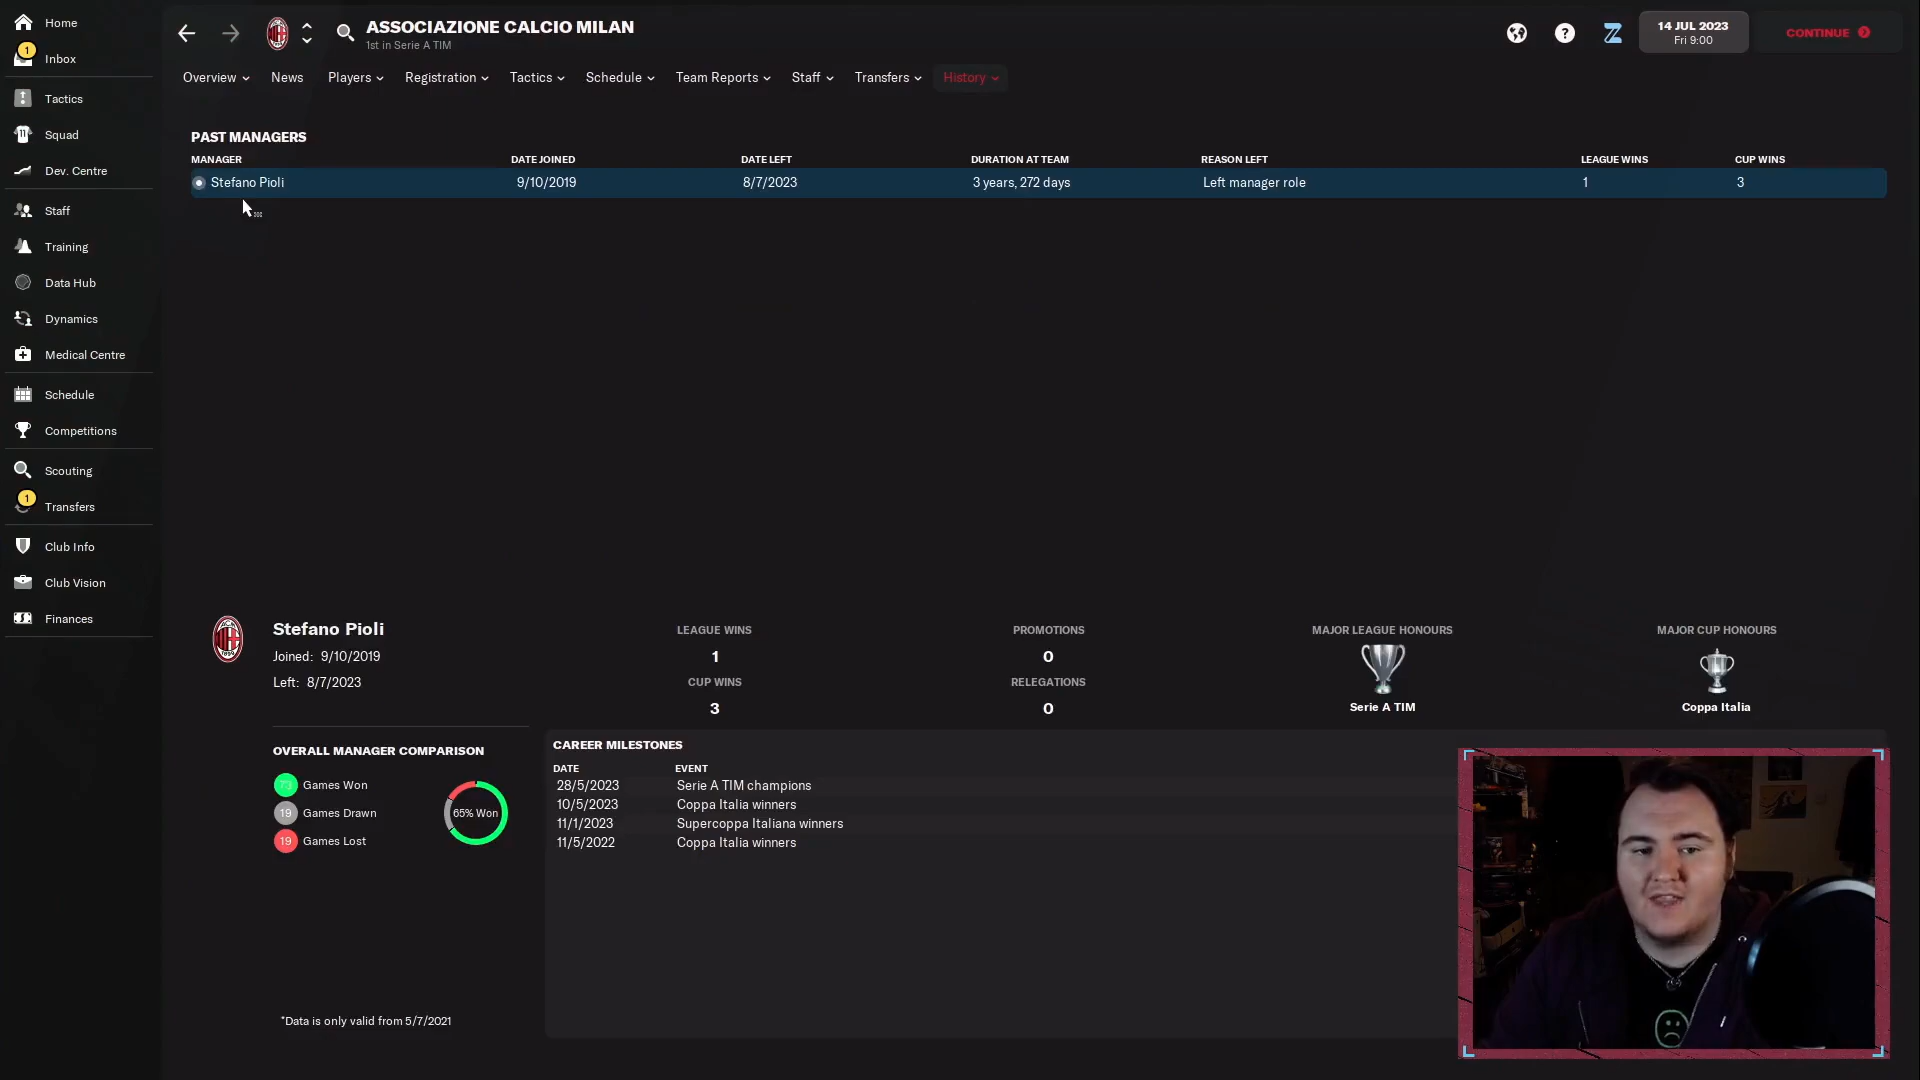 Home
1
Inbox
Tactics
Squad
Dev. Centre
Staff
Training
Data Hub
Dynamics
Medical Centre
Schedule
Competitions
Scouting
1
Transfers
Club Info
Club Vision
Finances
ASSOCIAZIONE CALCIO MILAN
1st in Serie A TIM
14 JUL 2023
Fri 9:00
CONTINUE
Overview News Players Registration Tactics Schedule Team Reports Staff Transfers History
PAST MANAGERS
MANAGER DATE JOINED DATE LEFT DURATION AT TEAM REASON LEFT LEAGUE WINS CUP WINS
Stefano Pioli 9/10/2019 8/7/2023 3 years, 272 days Left manager role 1 3
Stefano Pioli
Joined: 9/10/2019
Left: 8/7/2023
LEAGUE WINS
1
CUP WINS
3
PROMOTIONS
0
RELEGATIONS
0
MAJOR LEAGUE HONOURS
Serie A TIM
MAJOR CUP HONOURS
Coppa Italia
OVERALL MANAGER COMPARISON
Games Won
19 Games Drawn
19 Games Lost
65% Won
*Data is only valid from 5/7/2021
CAREER MILESTONES
DATE EVENT
28/5/2023 Serie A TIM champions
10/5/2023 Coppa Italia winners
11/1/2023 Supercoppa Italiana winners
11/5/2022 Coppa Italia winners